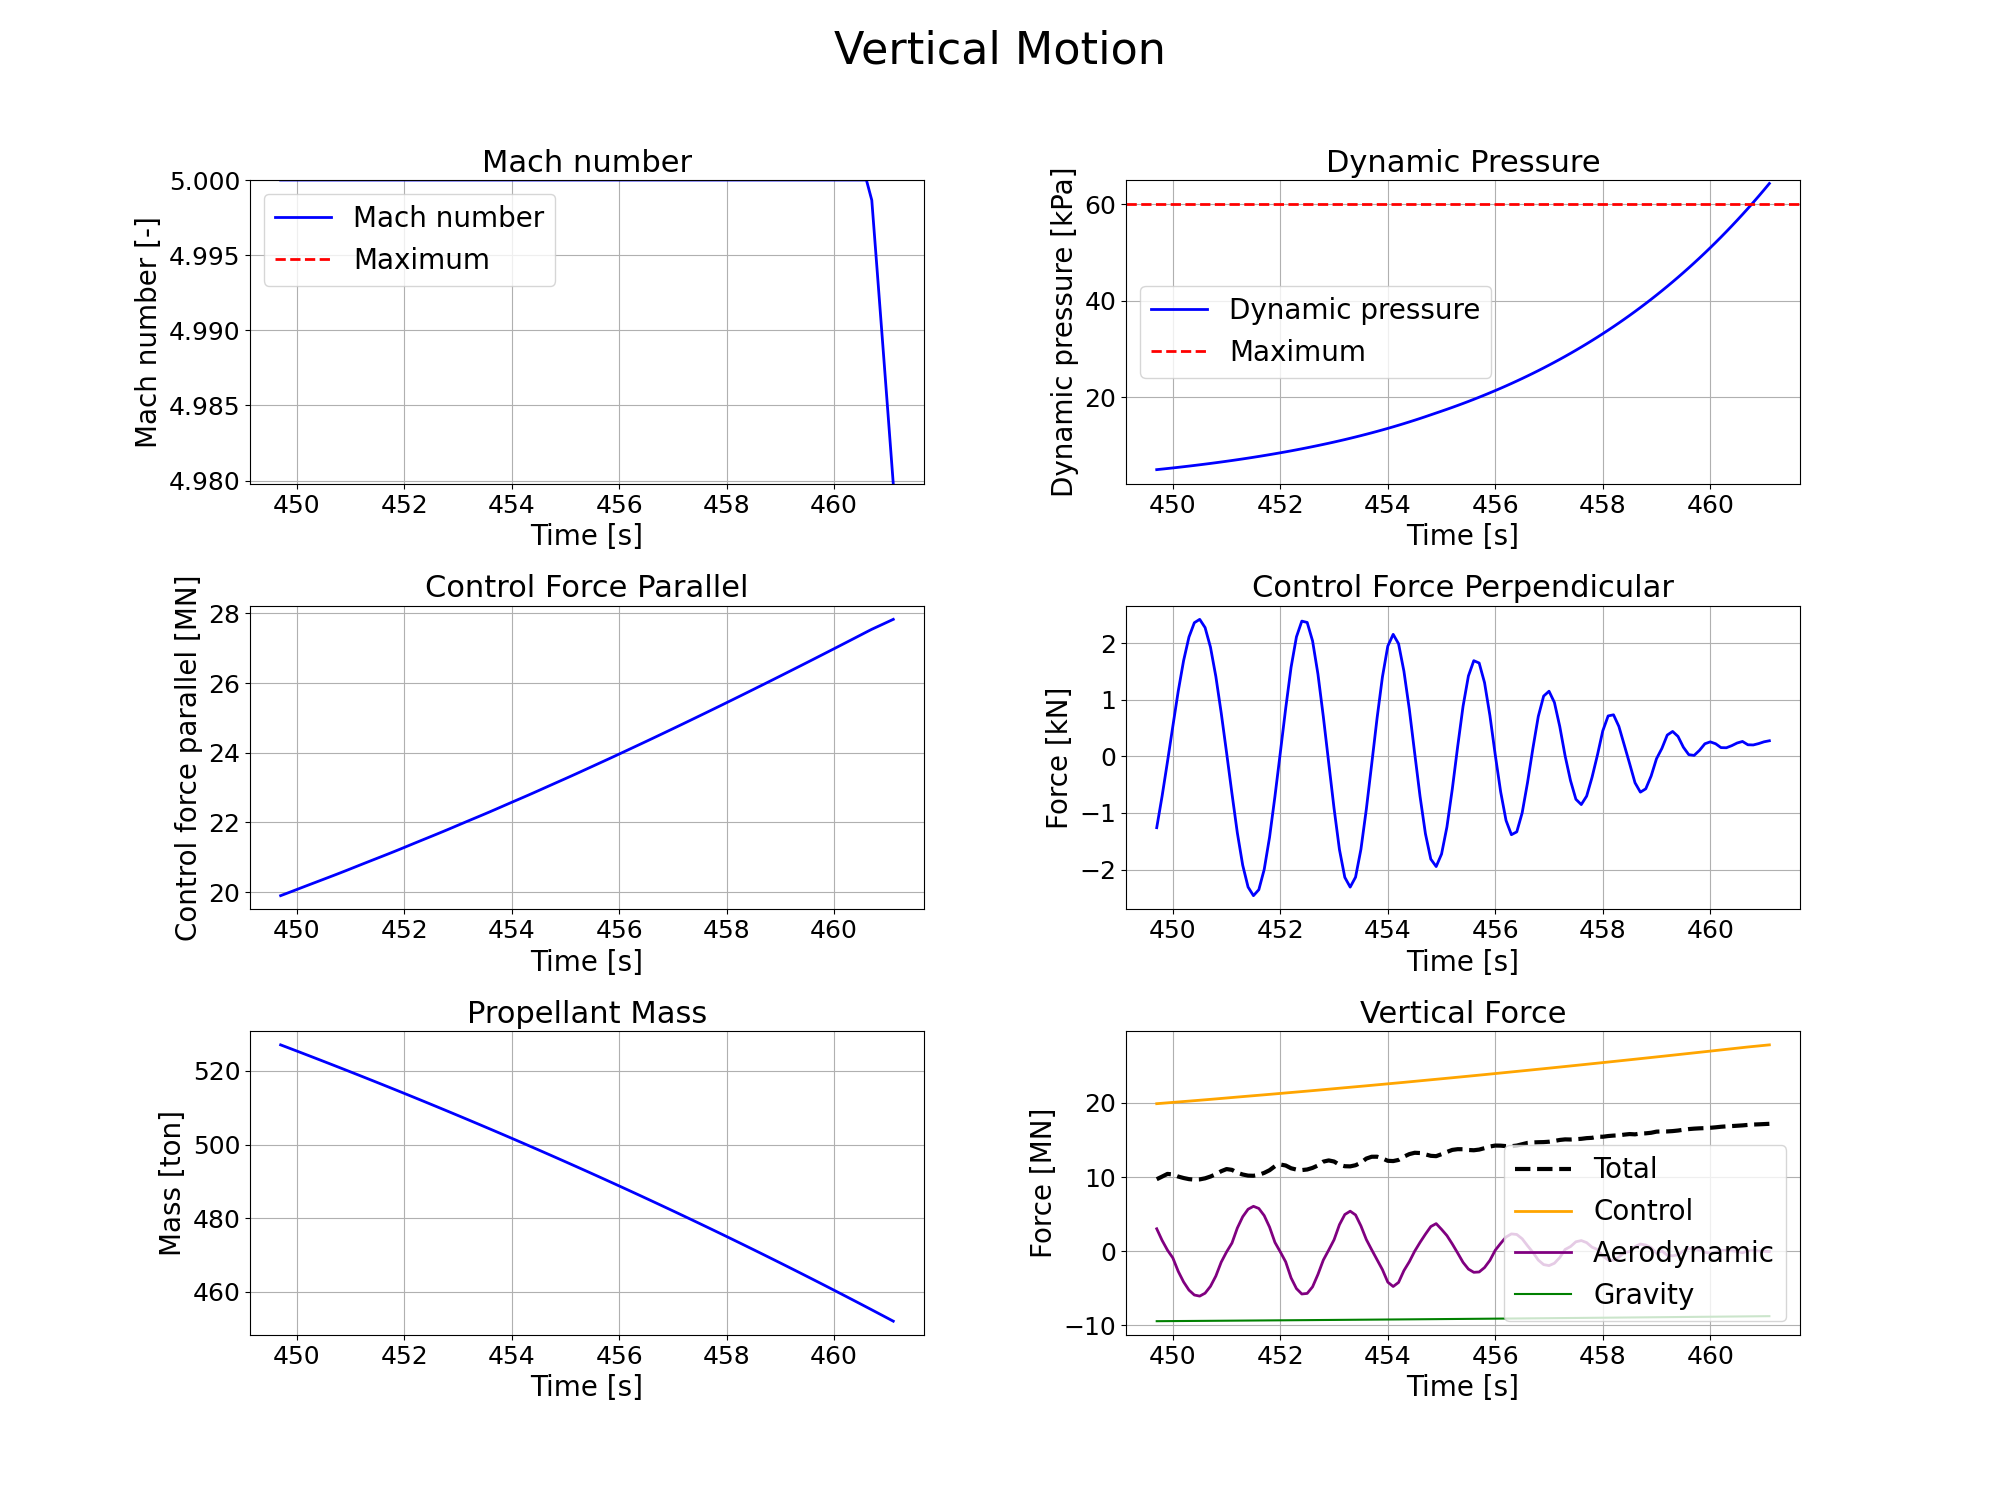 Vertical Motion
Mach number
5.000
4.995
4.990
4.985
4.980
Mach number [-]
Mach number
Maximum
450 452 454 456 458 460
Time [s]
Dynamic Pressure
60
40
20
Dynamic pressure [kPa]
Dynamic pressure
Maximum
450 452 454 456 458 460
Time [s]
Control Force Parallel
28
26
24
22
20
Control force parallel [MN]
450 452 454 456 458 460
Time [s]
Control Force Perpendicular
2
1
0
−1
−2
Force [kN]
450 452 454 456 458 460
Time [s]
Propellant Mass
520
500
480
460
Mass [ton]
450 452 454 456 458 460
Time [s]
Vertical Force
20
10
0
−10
Force [MN]
Total
Control
Aerodynamic
Gravity
450 452 454 456 458 460
Time [s]